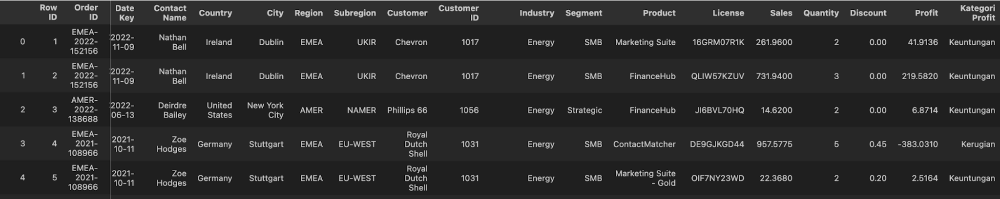 Row ID Order ID Date Key Contact Name Country City Region Subregion Customer Customer ID Industry Segment Product License Sales Quantity Discount Profit Kategori Profit
0 1 EMEA-2022-152156 2022-11-09 Nathan Bell Ireland Dublin EMEA UKIR Chevron 1017 Energy SMB Marketing Suite 16GRM07R1K 261.9600 2 0.00 41.9136 Keuntungan
1 2 EMEA-2022-152156 2022-11-09 Nathan Bell Ireland Dublin EMEA UKIR Chevron 1017 Energy SMB FinanceHub QLIW57KZUV 731.9400 3 0.00 219.5820 Keuntungan
2 3 AMER-2022-138688 2022-06-13 Deirdre Bailey United States New York City AMER NAMER Phillips 66 1056 Energy Strategic FinanceHub JI6BVL70HQ 14.6200 2 0.00 6.8714 Keuntungan
3 4 EMEA-2021-108966 2021-10-11 Zoe Hodges Germany Stuttgart EMEA EU-WEST Royal Dutch Shell 1031 Energy SMB ContactMatcher DE9GJKGD44 957.5775 5 0.45 -383.0310 Kerugian
4 5 EMEA-2021-108966 2021-10-11 Zoe Hodges Germany Stuttgart EMEA EU-WEST Royal Dutch Shell 1031 Energy SMB Marketing Suite - Gold OIF7NY23WD 22.3680 2 0.20 2.5164 Keuntungan